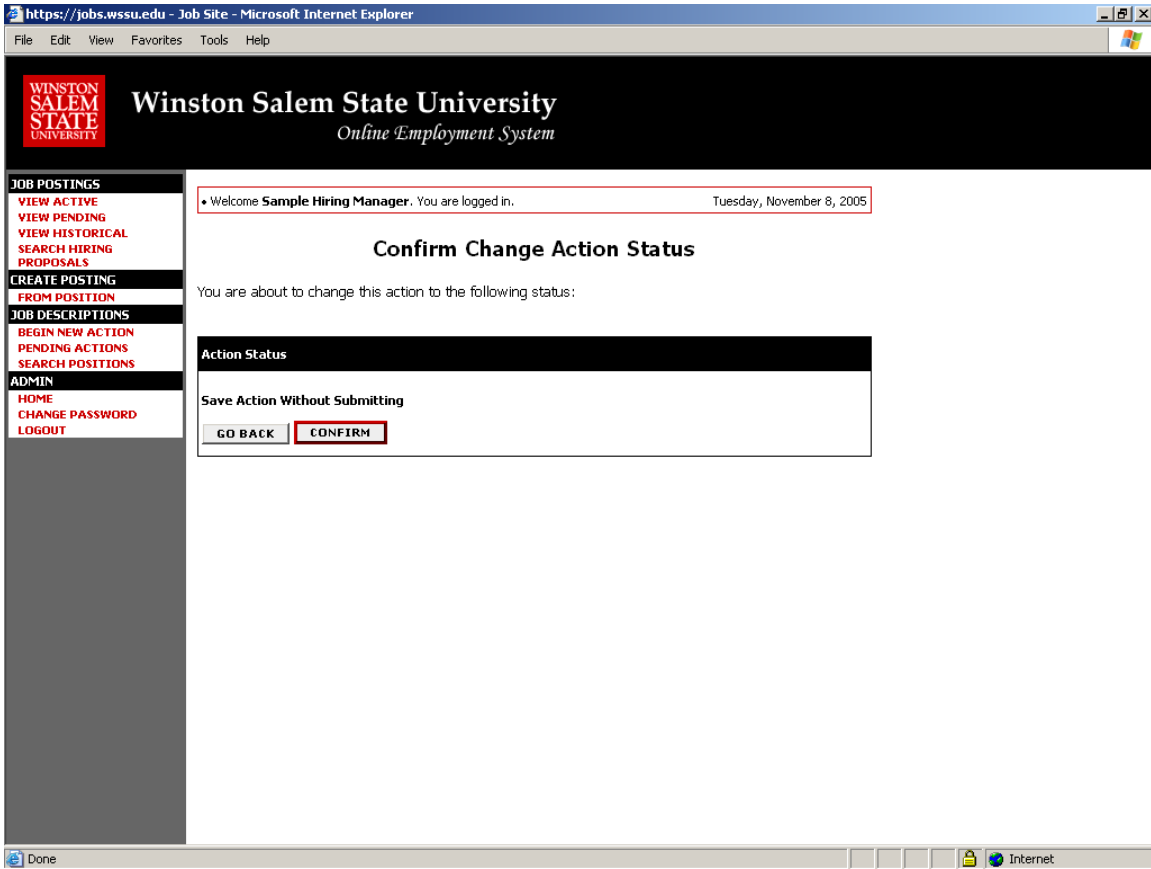 https://jobs.wssu.edu - Job Site - Microsoft Internet Explorer
File Edit View Favorites Tools Help
WINSTON
SALEM
STATE
UNIVERSITY
Winston Salem State University
Online Employment System
JOB POSTINGS
VIEW ACTIVE
VIEW PENDING
VIEW HISTORICAL
SEARCH HIRING
PROPOSALS
CREATE POSTING
FROM POSITION
JOB DESCRIPTIONS
BEGIN NEW ACTION
PENDING ACTIONS
SEARCH POSITIONS
ADMIN
HOME
CHANGE PASSWORD
LOGOUT
• Welcome Sample Hiring Manager. You are logged in. Tuesday, November 8, 2005
Confirm Change Action Status
You are about to change this action to the following status:
Action Status
Save Action Without Submitting
GO BACK CONFIRM
Done Internet